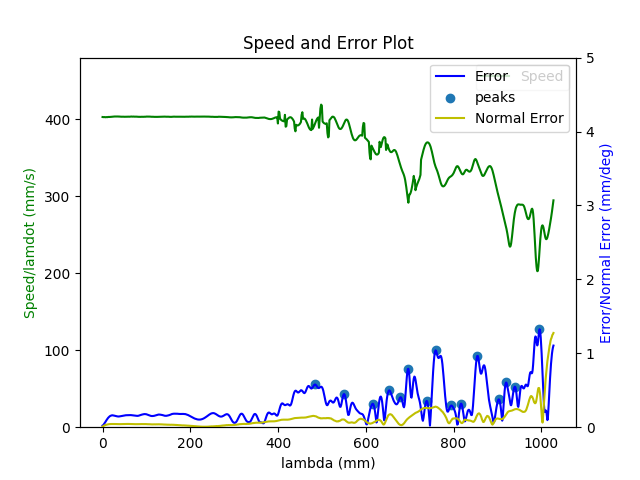 Speed and Error Plot
Speed/lamdot (mm/s)
400
300
200
100
0
Error
peaks
Normal Error
Speed
5
4
3
2
1
0
Error/Normal Error (mm/deg)
0
200
400
600
800
1000
lambda (mm)